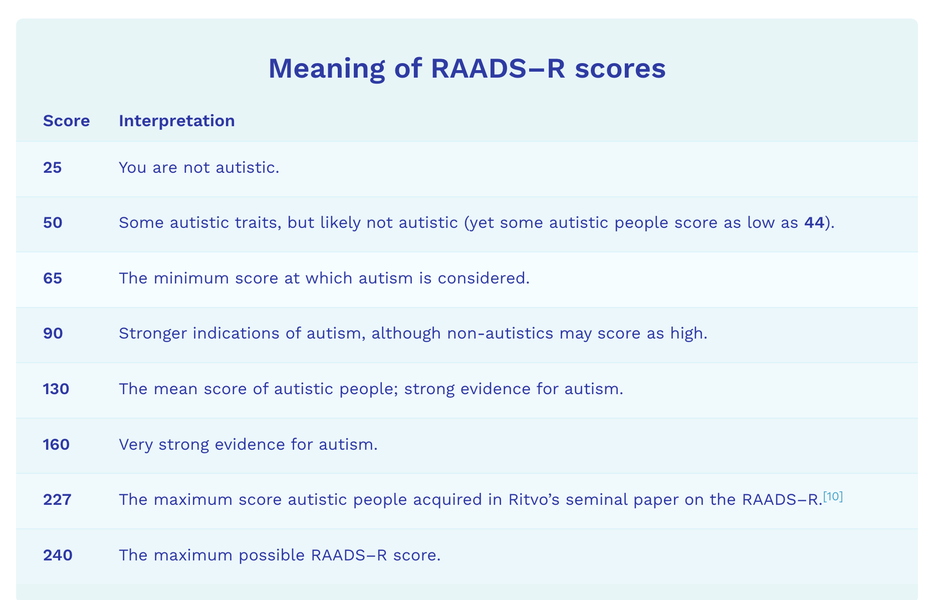 Meaning of RAADS–R scores
Score Interpretation
25 You are not autistic.
50 Some autistic traits, but likely not autistic (yet some autistic people score as low as 44).
65 The minimum score at which autism is considered.
90 Stronger indications of autism, although non-autistics may score as high.
130 The mean score of autistic people; strong evidence for autism.
160 Very strong evidence for autism.
227 The maximum score autistic people acquired in Ritvo’s seminal paper on the RAADS–R.[10]
240 The maximum possible RAADS–R score.